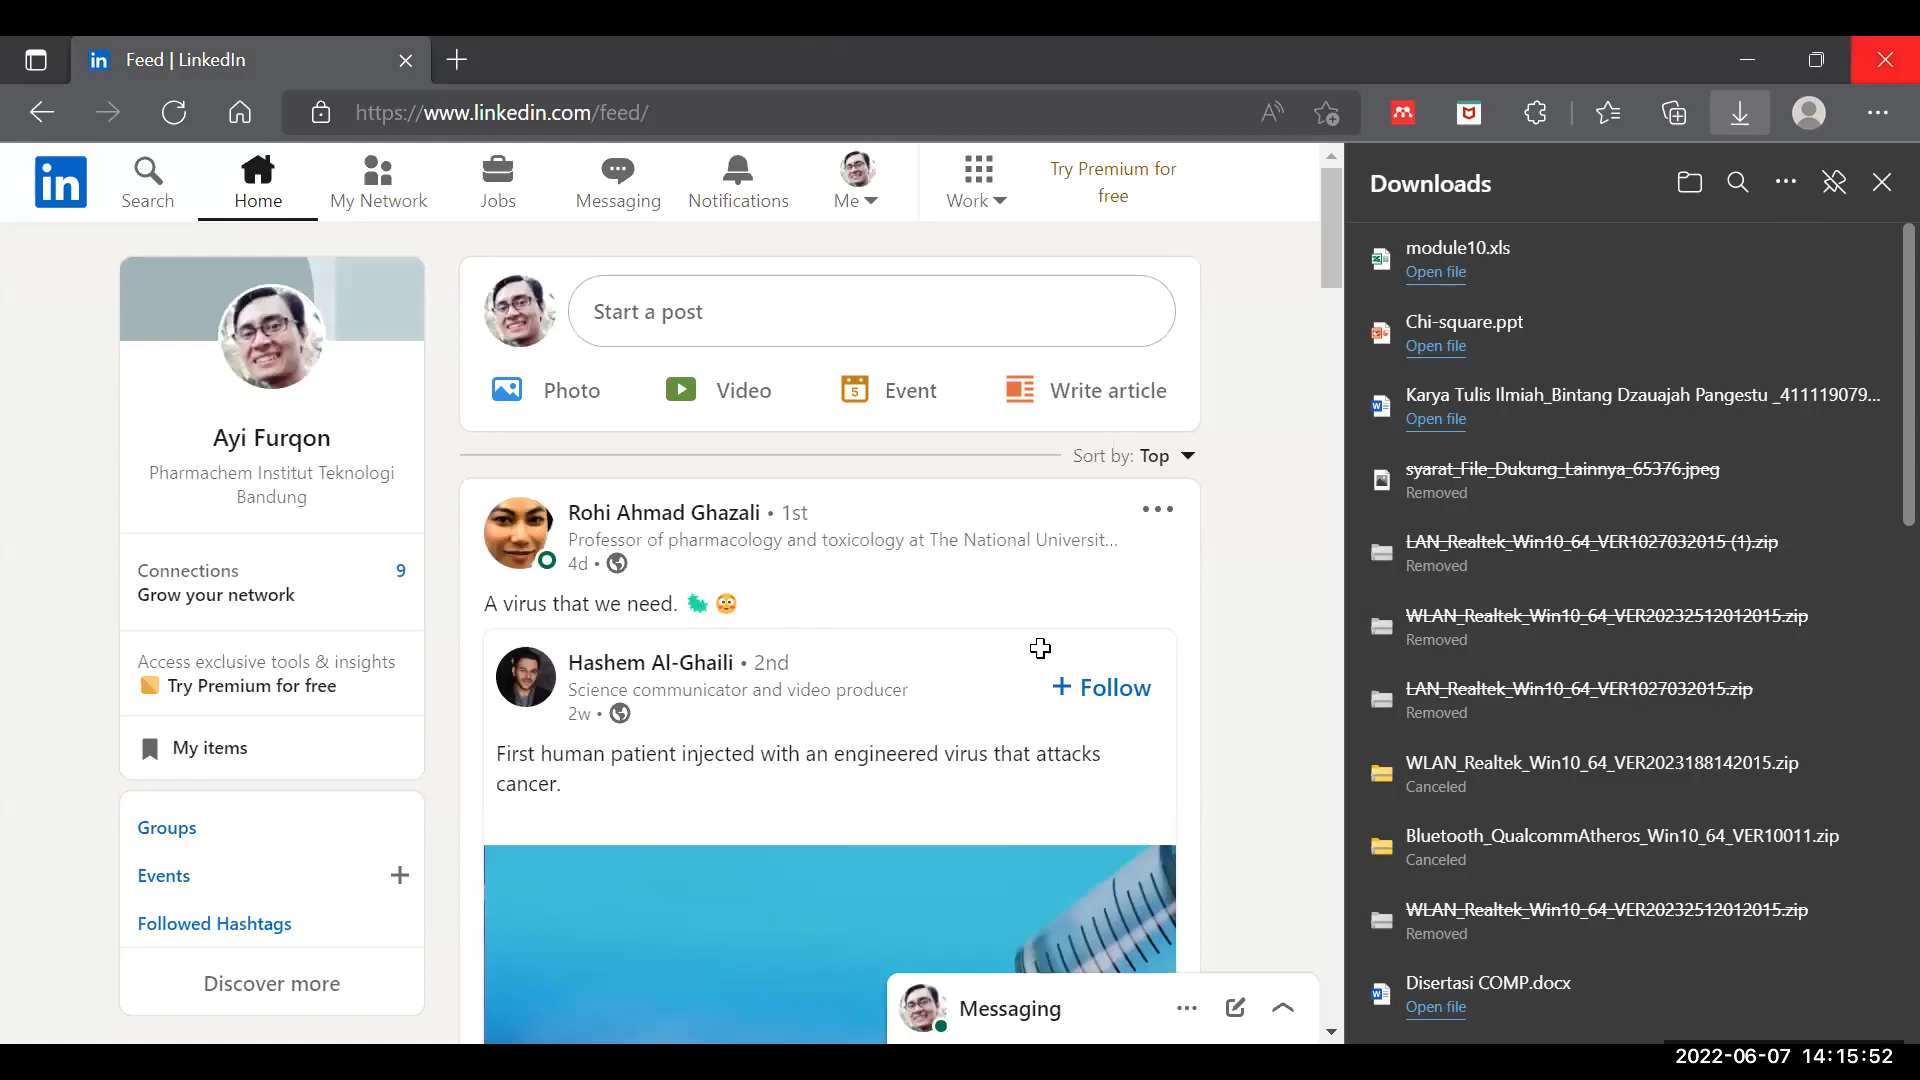 Feed | LinkedIn
https://www.linkedin.com/feed/
in
Search
Home
My Network
Jobs
Messaging
Notifications
Me
Work
Try Premium for
free
Ayi Furqon
Pharmachem Institut Teknologi
Bandung
Connections 9
Grow your network
Access exclusive tools & insights
Try Premium for free
My items
Groups
Events
Followed Hashtags
Discover more
Start a post
Photo
Video
5
Event
Write article
Sort by: Top
Rohi Ahmad Ghazali • 1st
Professor of pharmacology and toxicology at The National Universit...
4d •
A virus that we need.
Hashem Al-Ghaili • 2nd
Science communicator and video producer
2w •
+ Follow
First human patient injected with an engineered virus that attacks
cancer.
Messaging
Downloads
module10.xls
Open file
Chi-square.ppt
Open file
Karya Tulis Ilmiah_Bintang Dzauajah Pangestu _411119079...
Open file
syarat_File_Dukung_Lainnya_65376.jpeg
Removed
LAN_Realtek_Win10_64_VER1027032015 (1).zip
Removed
WLAN_Realtek_Win10_64_VER20232512012015.zip
Removed
LAN_Realtek_Win10_64_VER1027032015.zip
Removed
WLAN_Realtek_Win10_64_VER2023188142015.zip
Canceled
Bluetooth_QualcommAtheros_Win10_64_VER10011.zip
Canceled
WLAN_Realtek_Win10_64_VER20232512012015.zip
Removed
Disertasi COMP.docx
Open file
2022-06-07 14:15:52